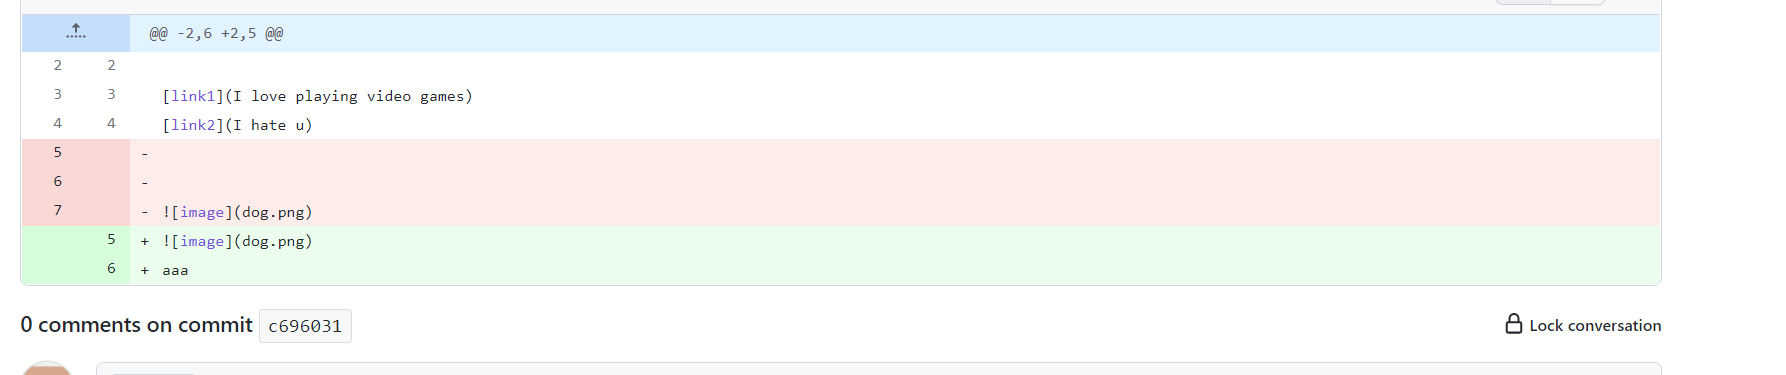 @@ -2,6 +2,5 @@
2 2
3 3 [link1](I love playing video games)
4 4 [link2](I hate u)
5 -
6 -
7 - ![image](dog.png)
5 + ![image](dog.png)
6 + aaa
0 comments on commit c696031
Lock conversation